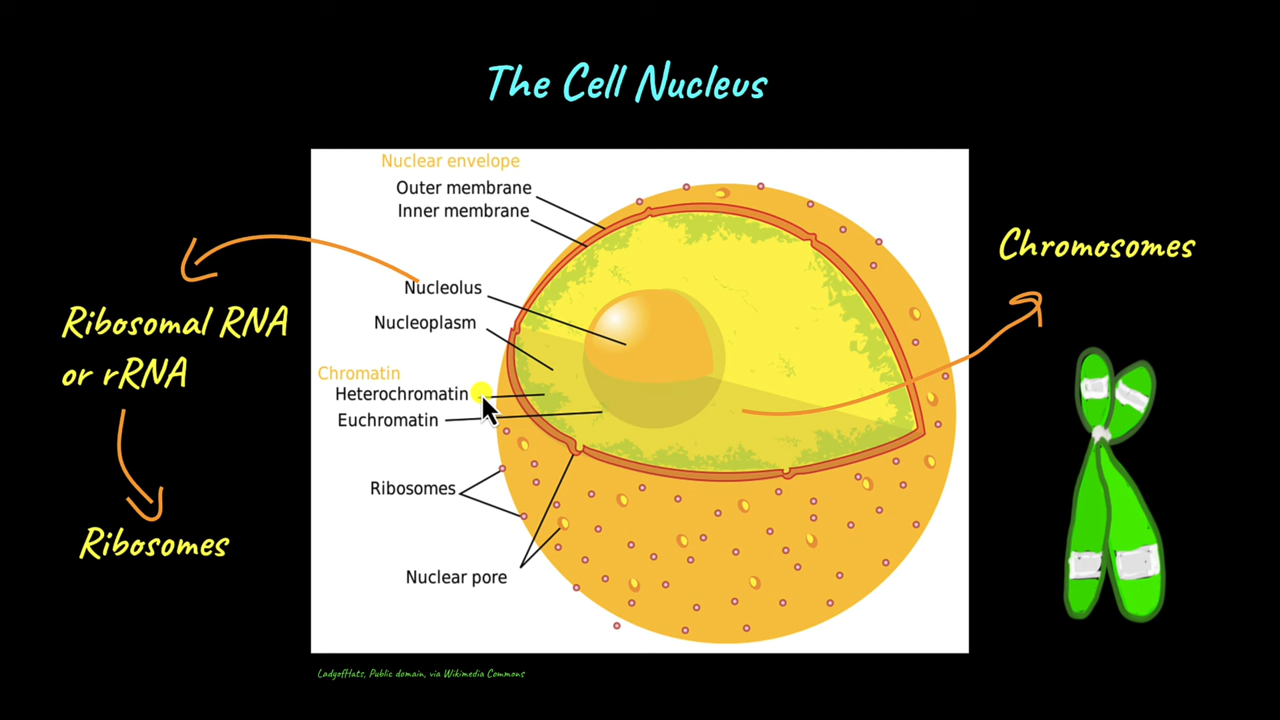 The Cell Nucleus
Nuclear envelope
Outer membrane
Inner membrane
Nucleolus
Nucleoplasm
Chromatin
Heterochromatin
Euchromatin
Ribosomes
Nuclear pore
Ribosomal RNA
or rRNA
Ribosomes
Chromosomes
LadyofHats, Public domain, via Wikimedia Commons